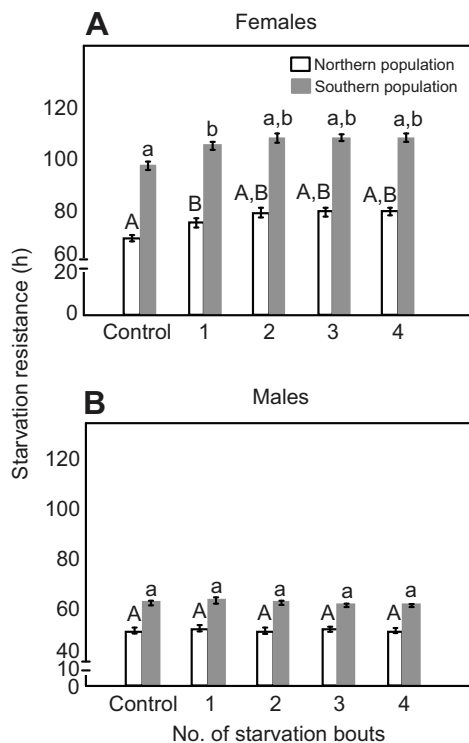 A Females
Northern population
Southern population
Starvation resistance (h)
120
100
80
60
20
0
a b a,b a,b a,b
A B A,B A,B A,B
Control 1 2 3 4
B Males
120
100
80
60
40
10
0
a a a a a
A A A A A
Control 1 2 3 4
No. of starvation bouts